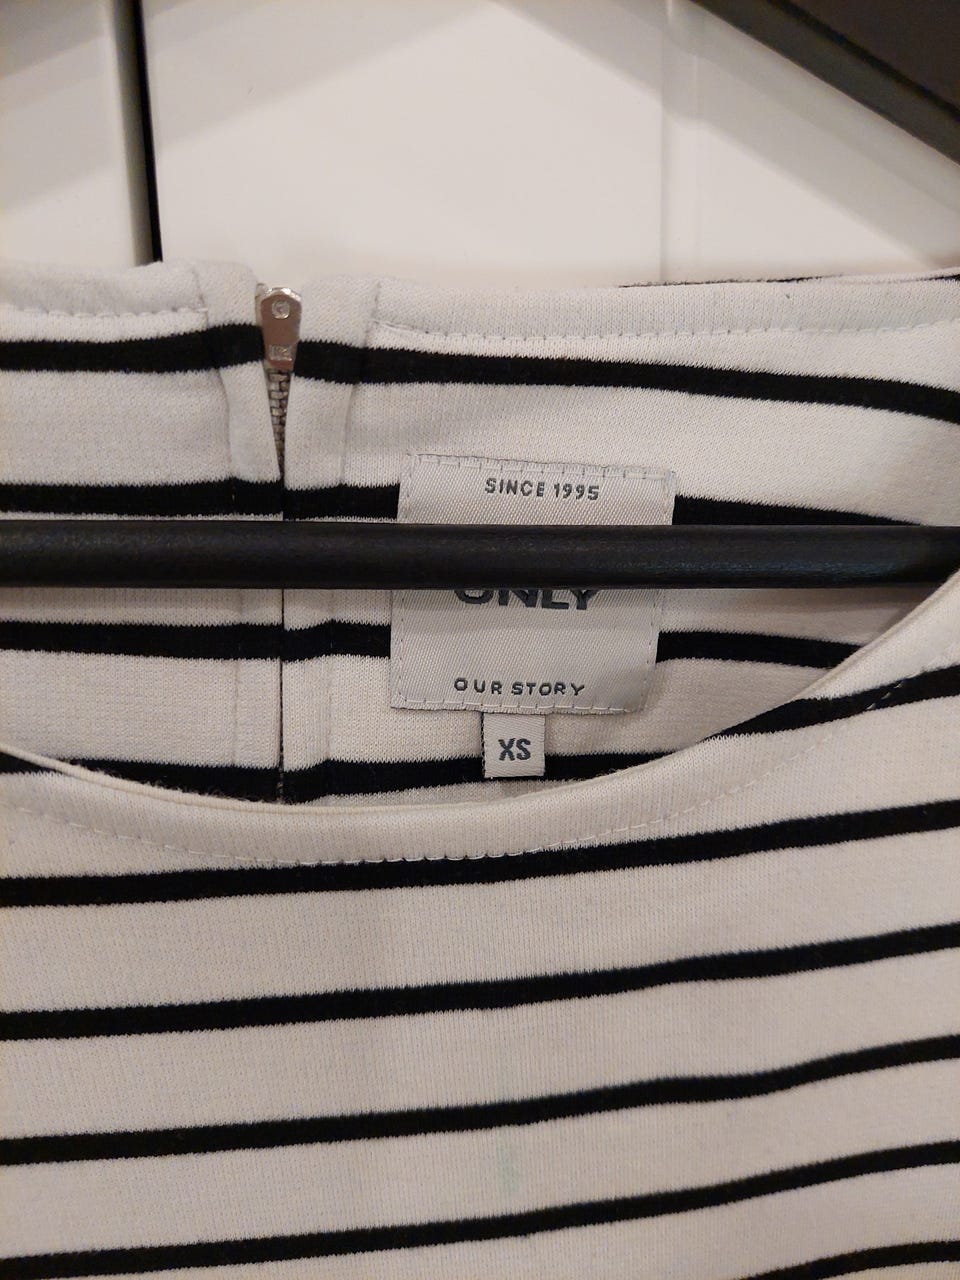 SINCE 1995
ONLY
OUR STORY
XS